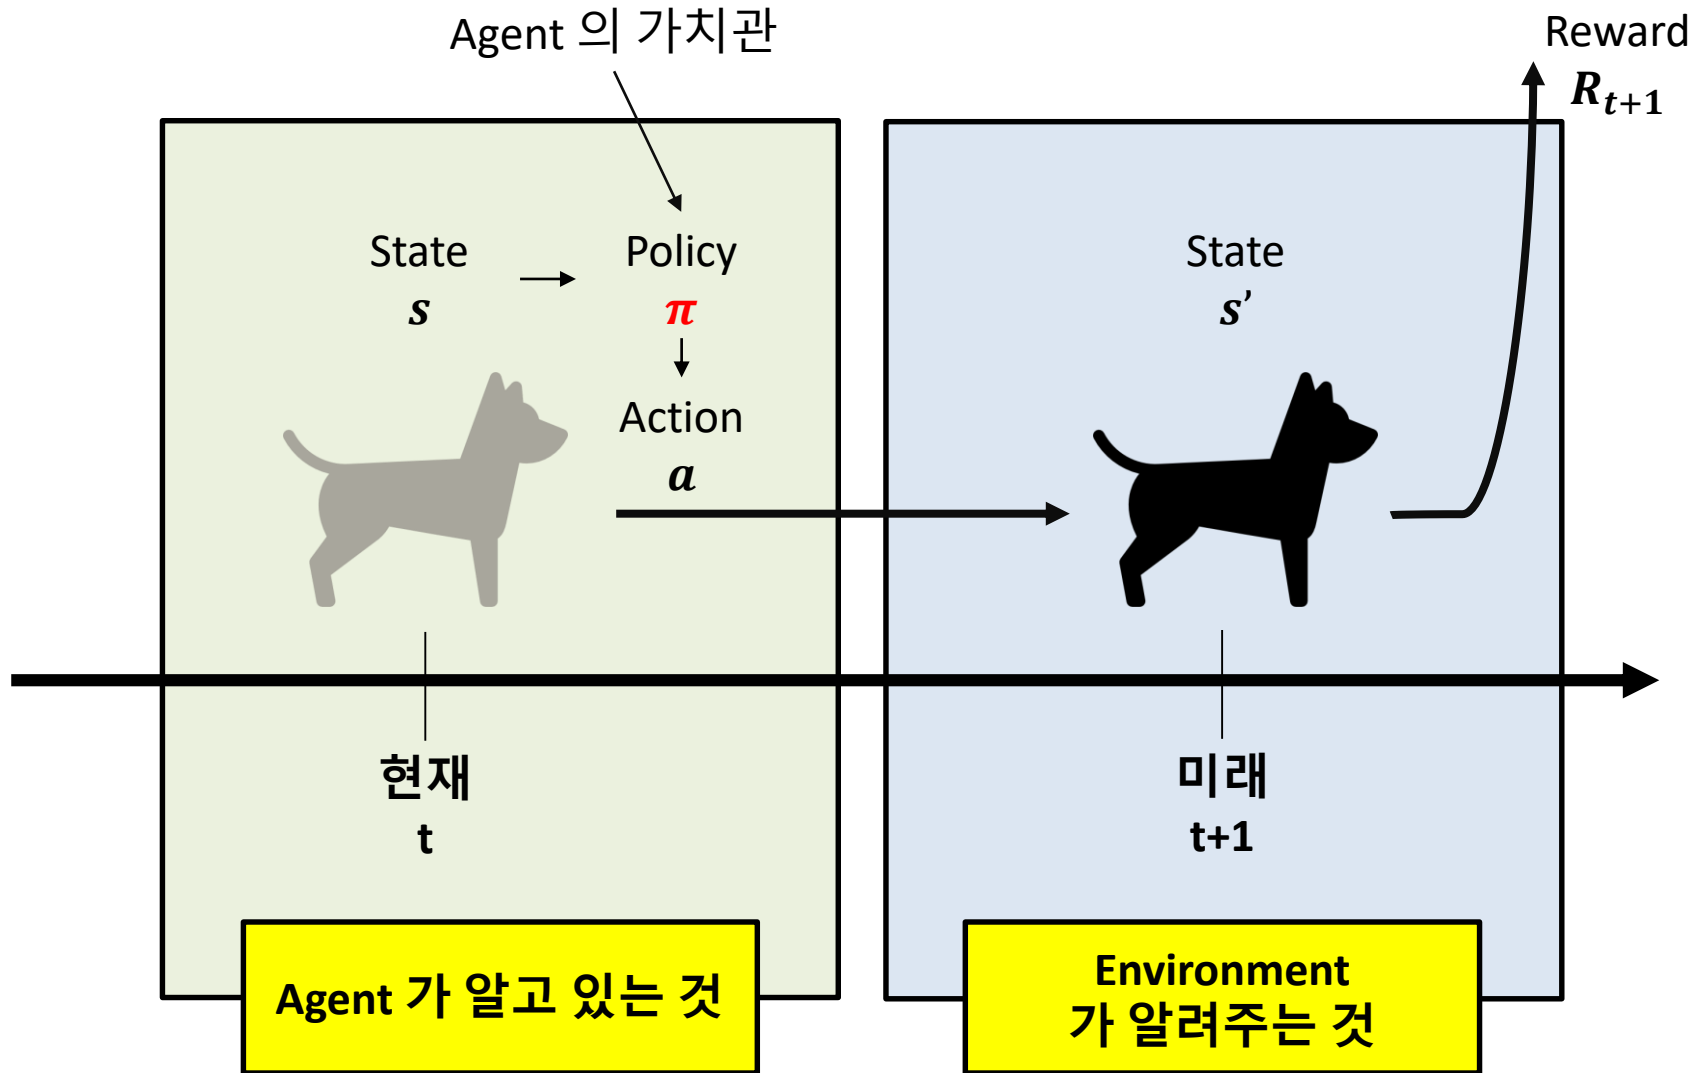 Agent 의 가치관
Reward
R_{t+1}
State
s
Policy
π
Action
a
State
s’
현재
t
미래
t+1
Agent 가 알고 있는 것
Environment
가 알려주는 것